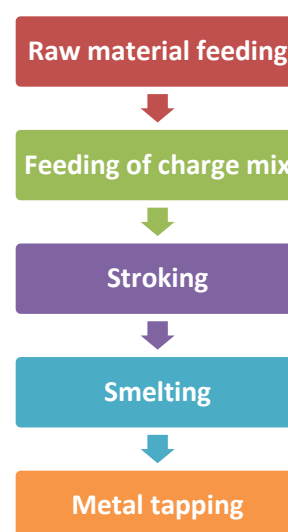 Raw material feeding
Feeding of charge mix
Stroking
Smelting
Metal tapping